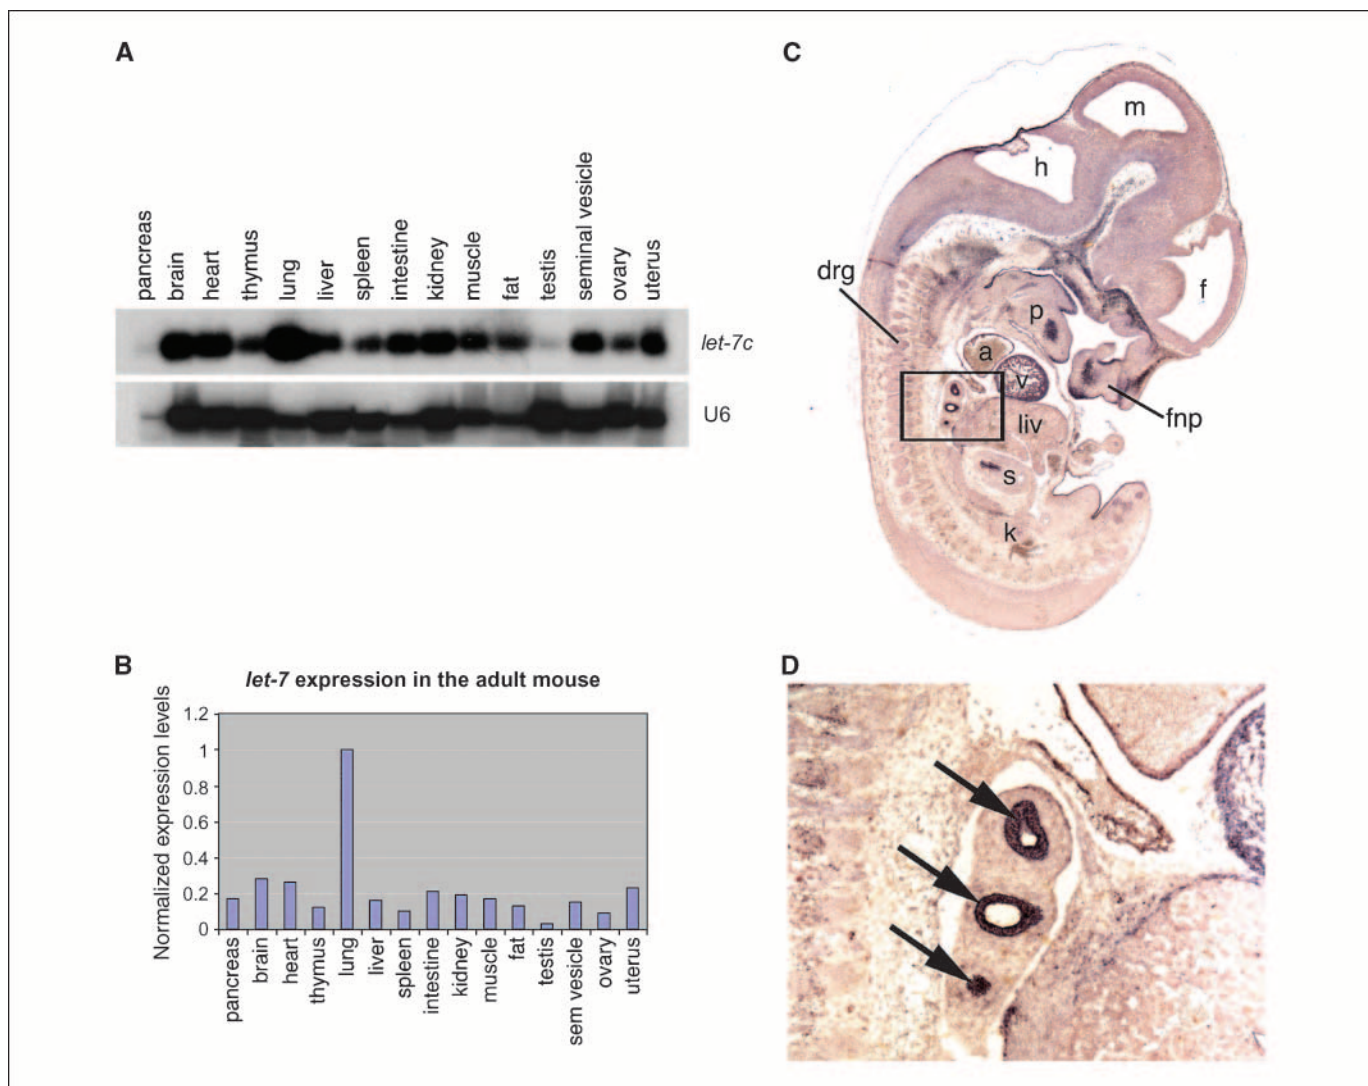 A
pancreas
brain
heart
thymus
lung
liver
spleen
intestine
kidney
muscle
fat
testis
seminal vesicle
ovary
uterus
let-7c
U6
B
let-7 expression in the adult mouse
Normalized expression levels
1.2
1
0.8
0.6
0.4
0.2
0
pancreas
brain
heart
thymus
lung
liver
spleen
intestine
kidney
muscle
fat
testis
sem vesicle
ovary
uterus
C
m
h
drg
f
p
a
v
fnp
liv
s
k
D